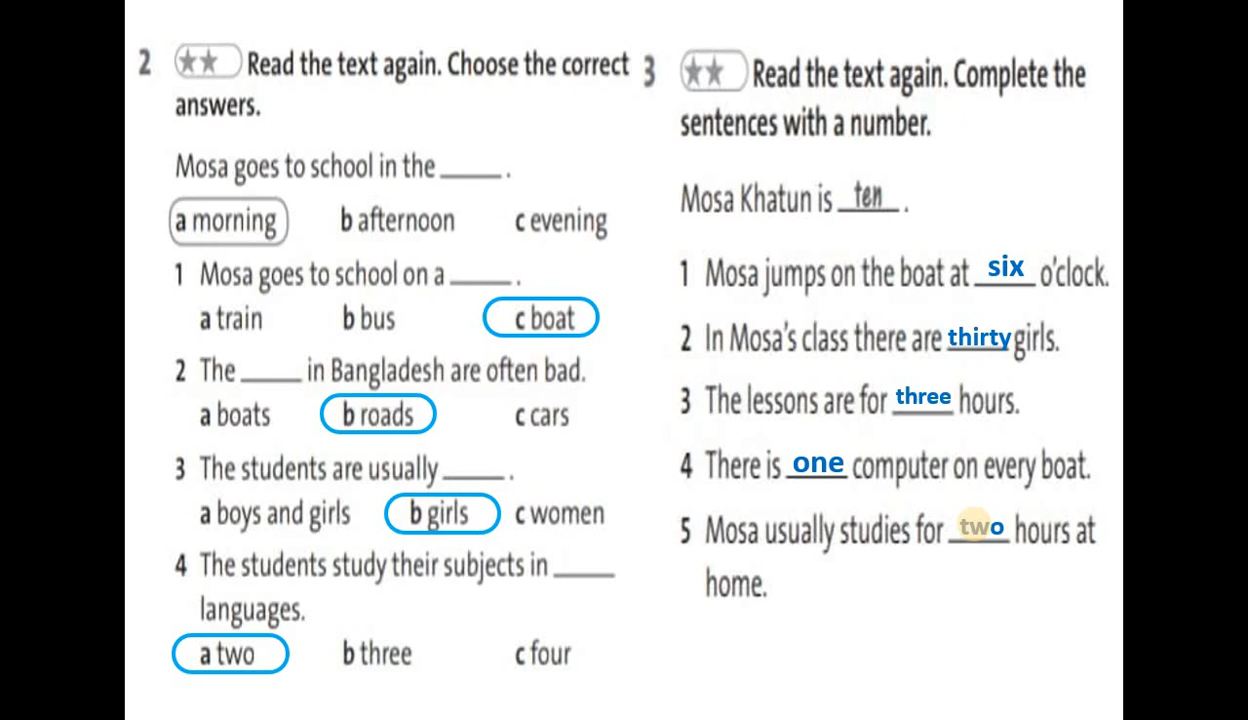 2 ★★ Read the text again. Choose the correct
answers.
Mosa goes to school in the ____ .
a morning b afternoon c evening
1 Mosa goes to school on a ____ .
a train b bus c boat
2 The ____ in Bangladesh are often bad.
a boats b roads c cars
3 The students are usually ____ .
a boys and girls b girls c women
4 The students study their subjects in ____
languages.
a two b three c four
3 ★★ Read the text again. Complete the
sentences with a number.
Mosa Khatun is ten .
1 Mosa jumps on the boat at six o'clock.
2 In Mosa's class there are thirty girls.
3 The lessons are for three hours.
4 There is one computer on every boat.
5 Mosa usually studies for two hours at
home.